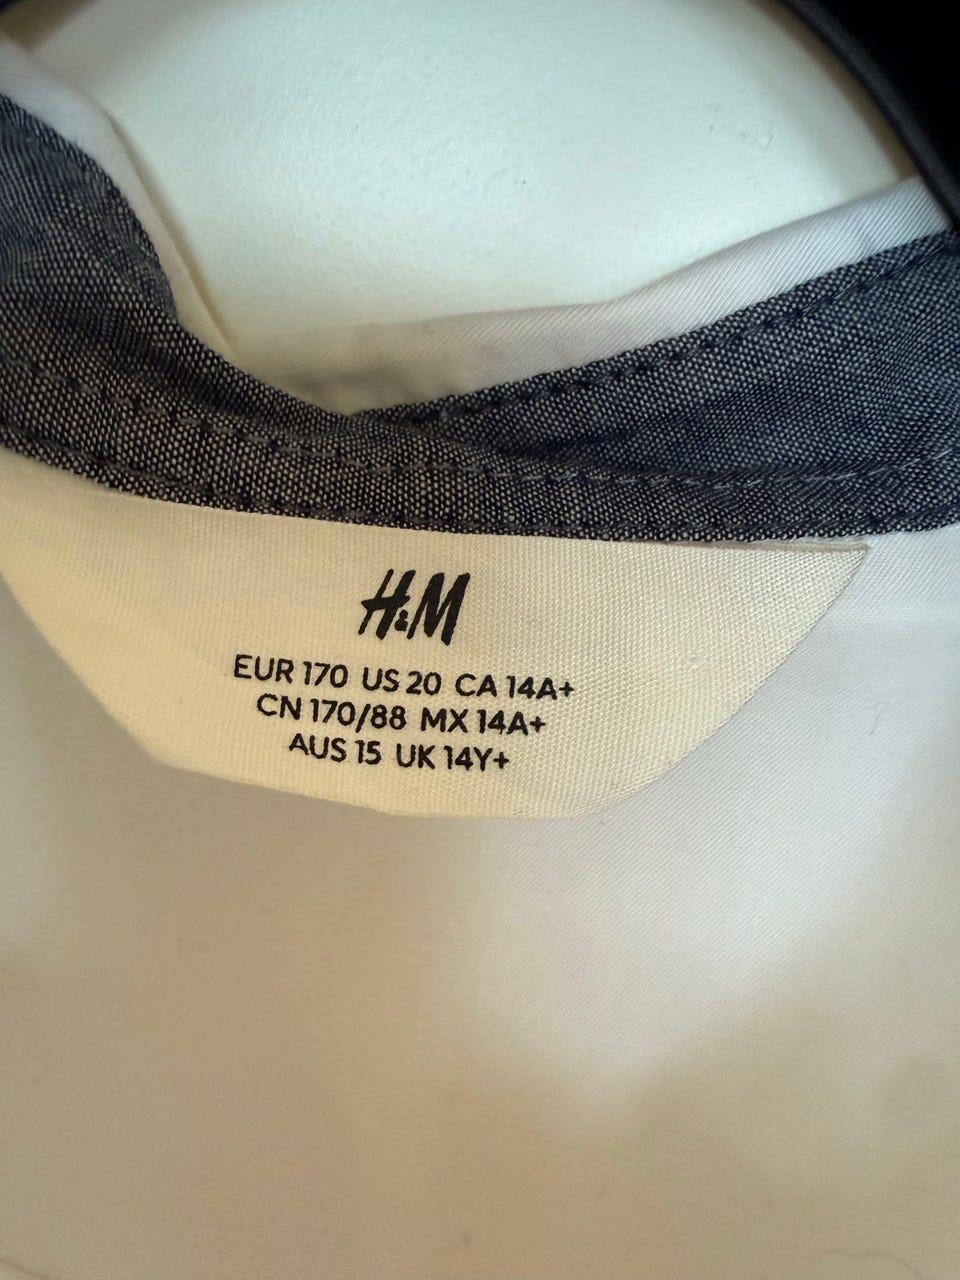 H&M
EUR 170 US 20 CA 14A+
CN 170/88 MX 14A+
AUS 15 UK 14Y+